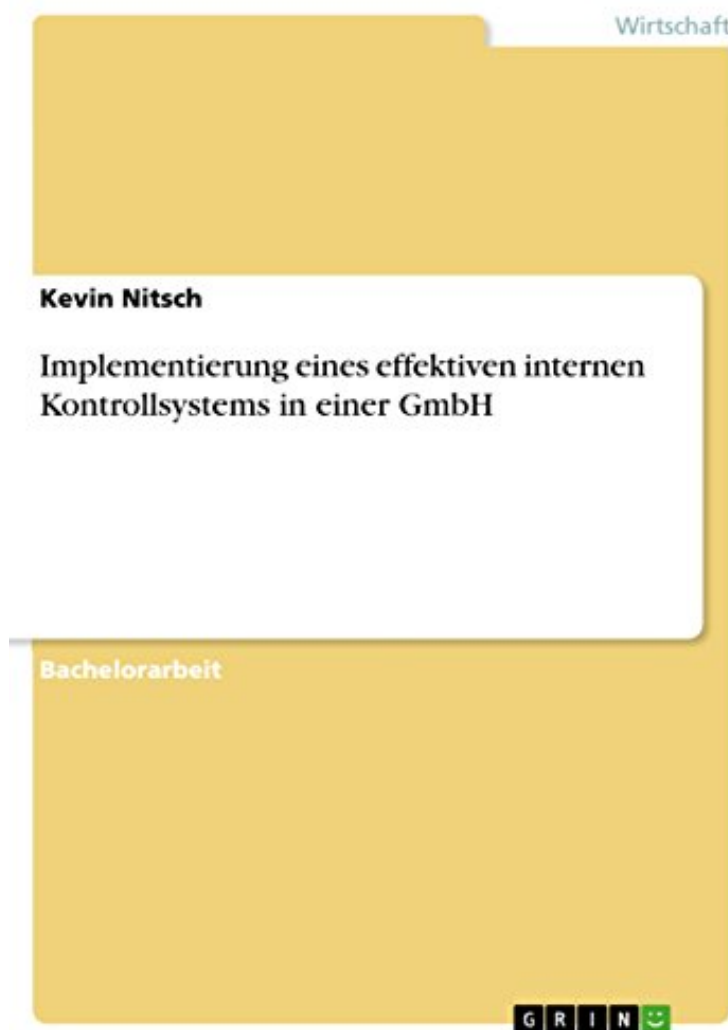 Wirtschaft
Kevin Nitsch
Implementierung eines effektiven internen
Kontrollsystems in einer GmbH
Bachelorarbeit
GRIN